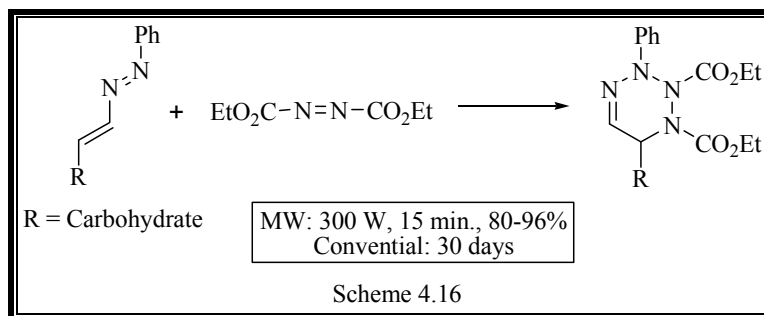 Ph
N
N
+
R
EtO₂C-N=N-CO₂Et
Ph
N
N
N
N
CO₂Et
CO₂Et
R
R = Carbohydrate
MW: 300 W, 15 min., 80-96%
Convential: 30 days
Scheme 4.16